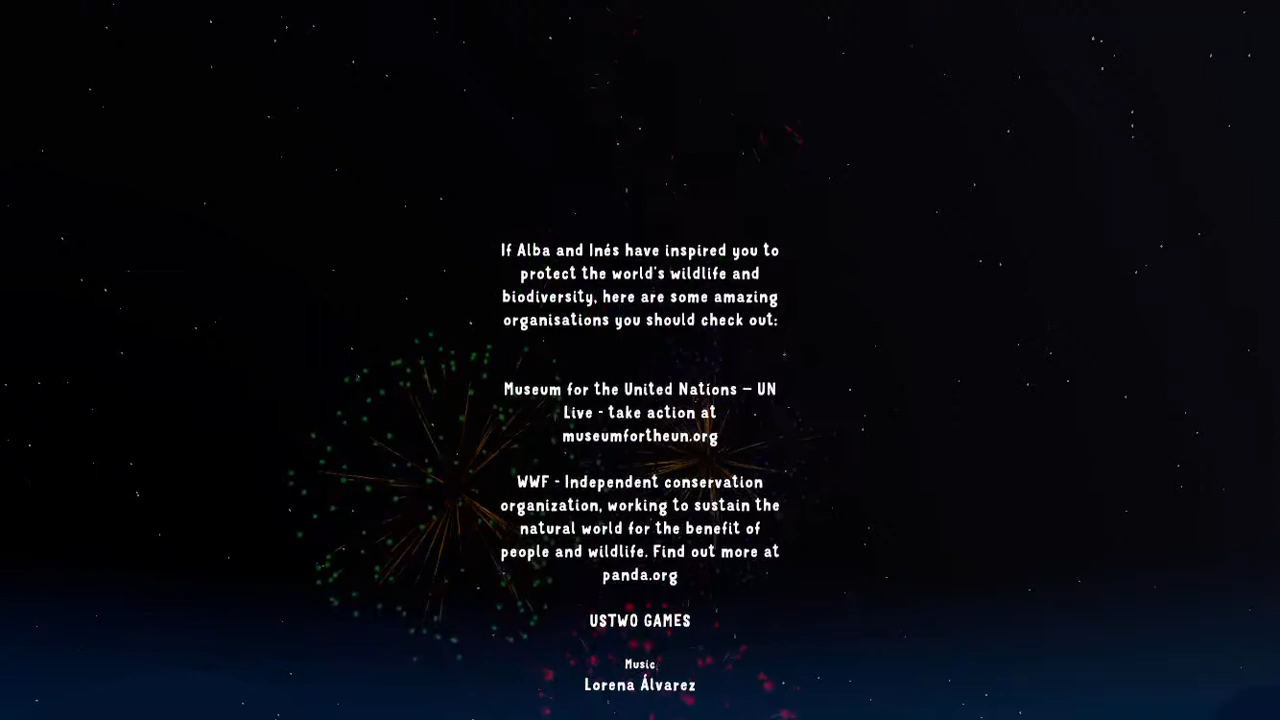 If Alba and Inés have inspired you to
protect the world's wildlife and
biodiversity, here are some amazing
organisations you should check out:
Museum for the United Nations – UN
Live - take action at
museumfortheun.org
WWF - Independent conservation
organization, working to sustain the
natural world for the benefit of
people and wildlife. Find out more at
panda.org
USTWO GAMES
Music
Lorena Álvarez